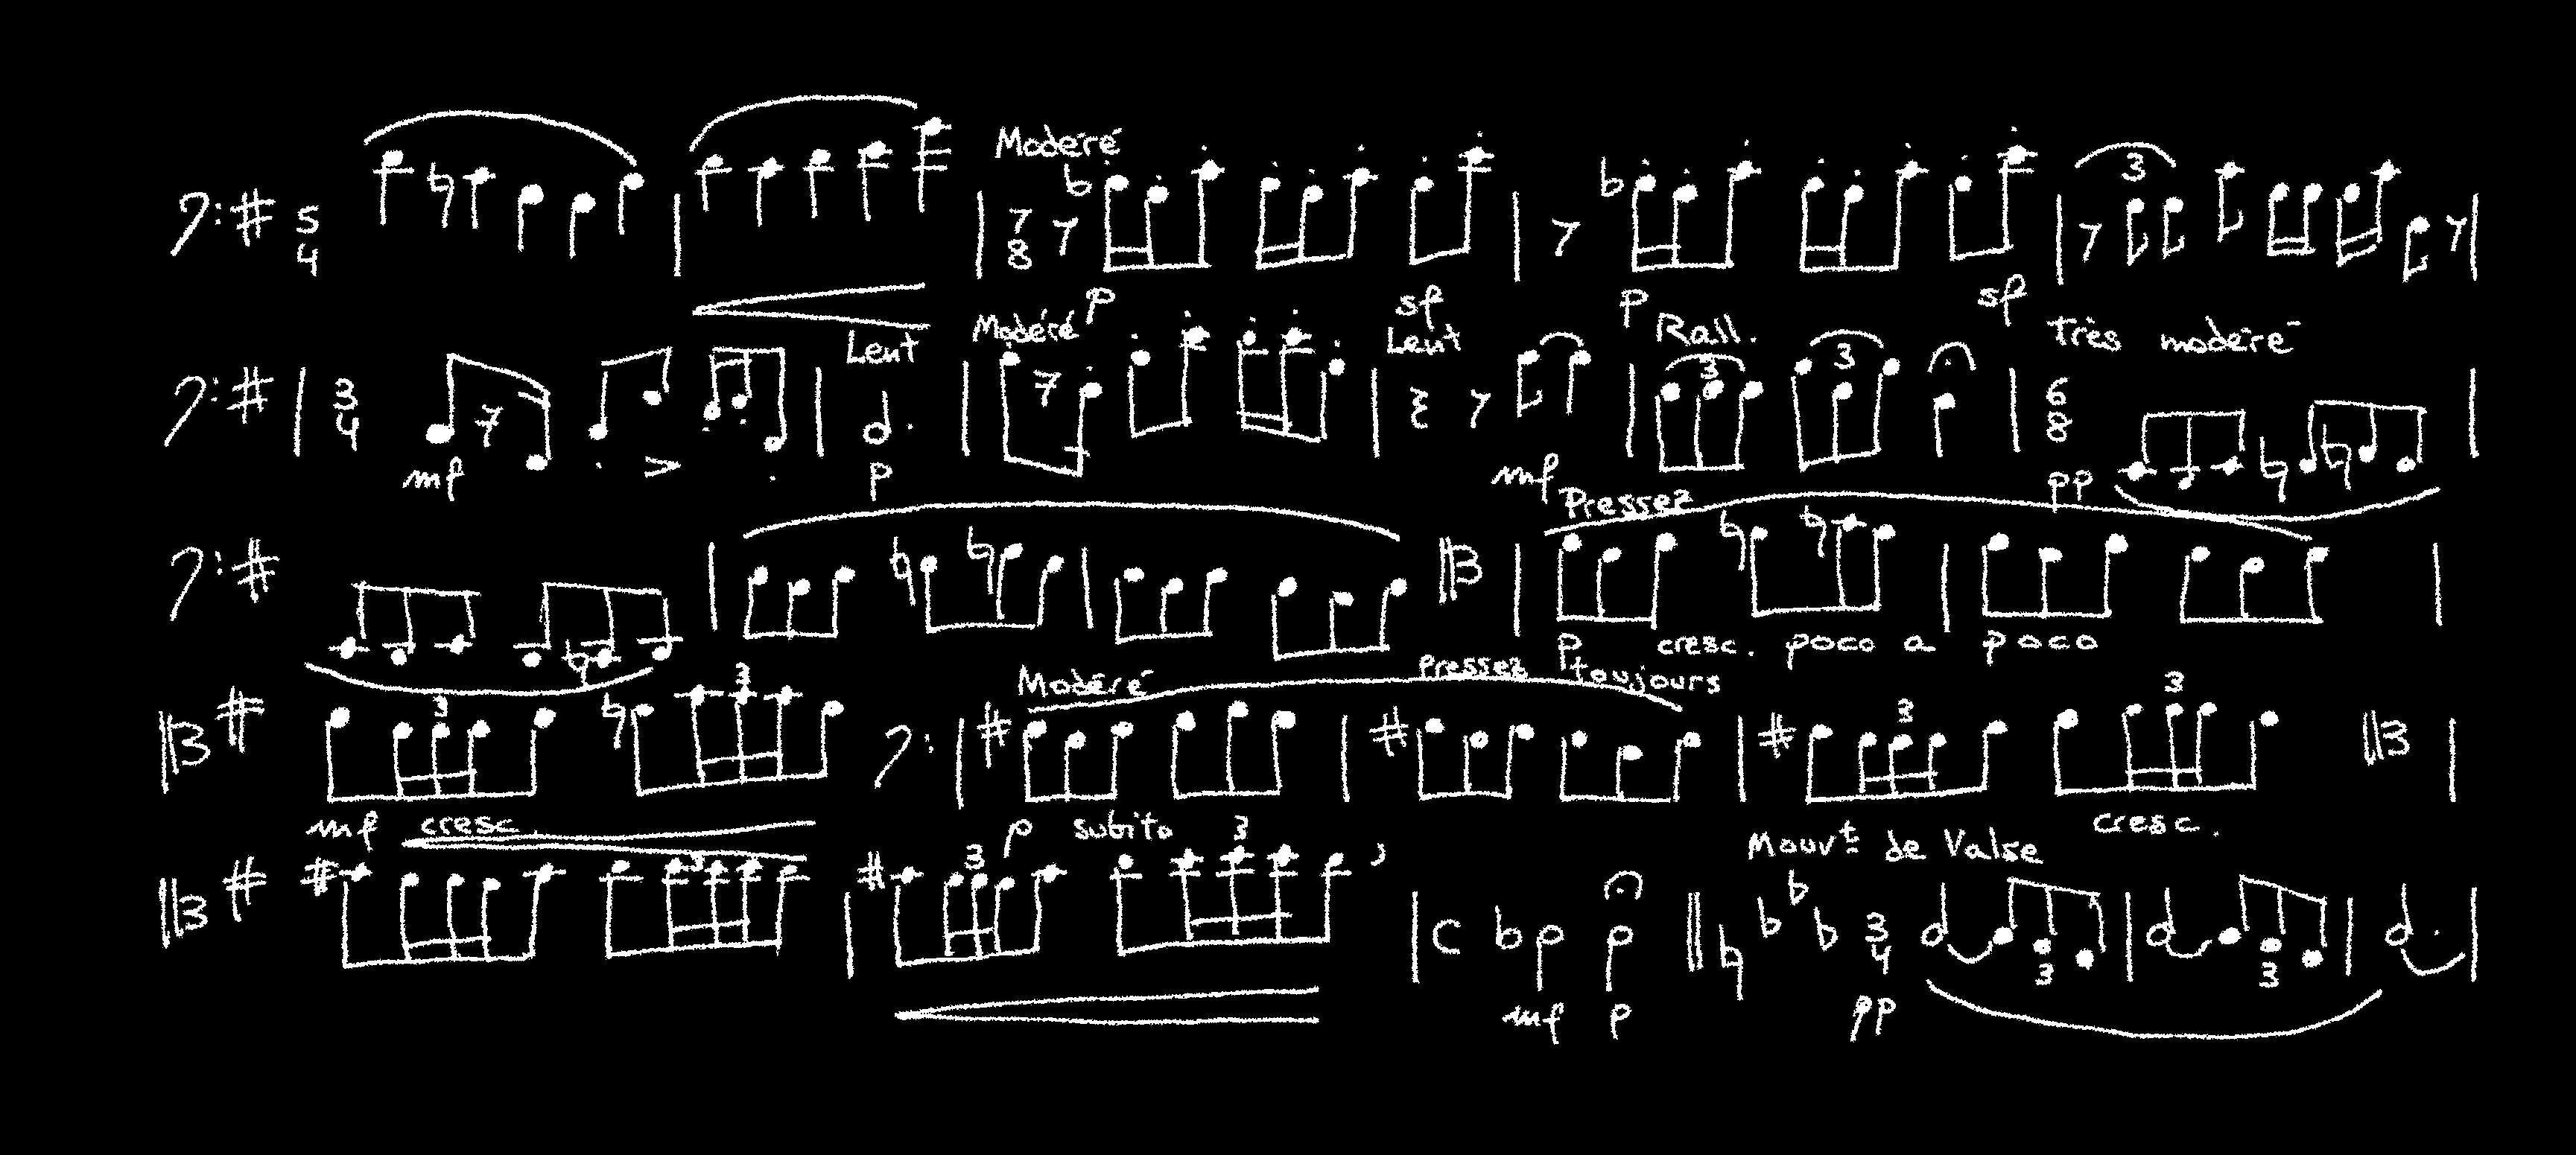 Modéré
p sf p sf
Lent Modéré Lent Rall. Très modéré
mf p mf pp
Pressez
p cresc. poco a poco
Modéré Pressez toujours
mf cresc. p subito cresc.
Mouvt de Valse
mf p pp